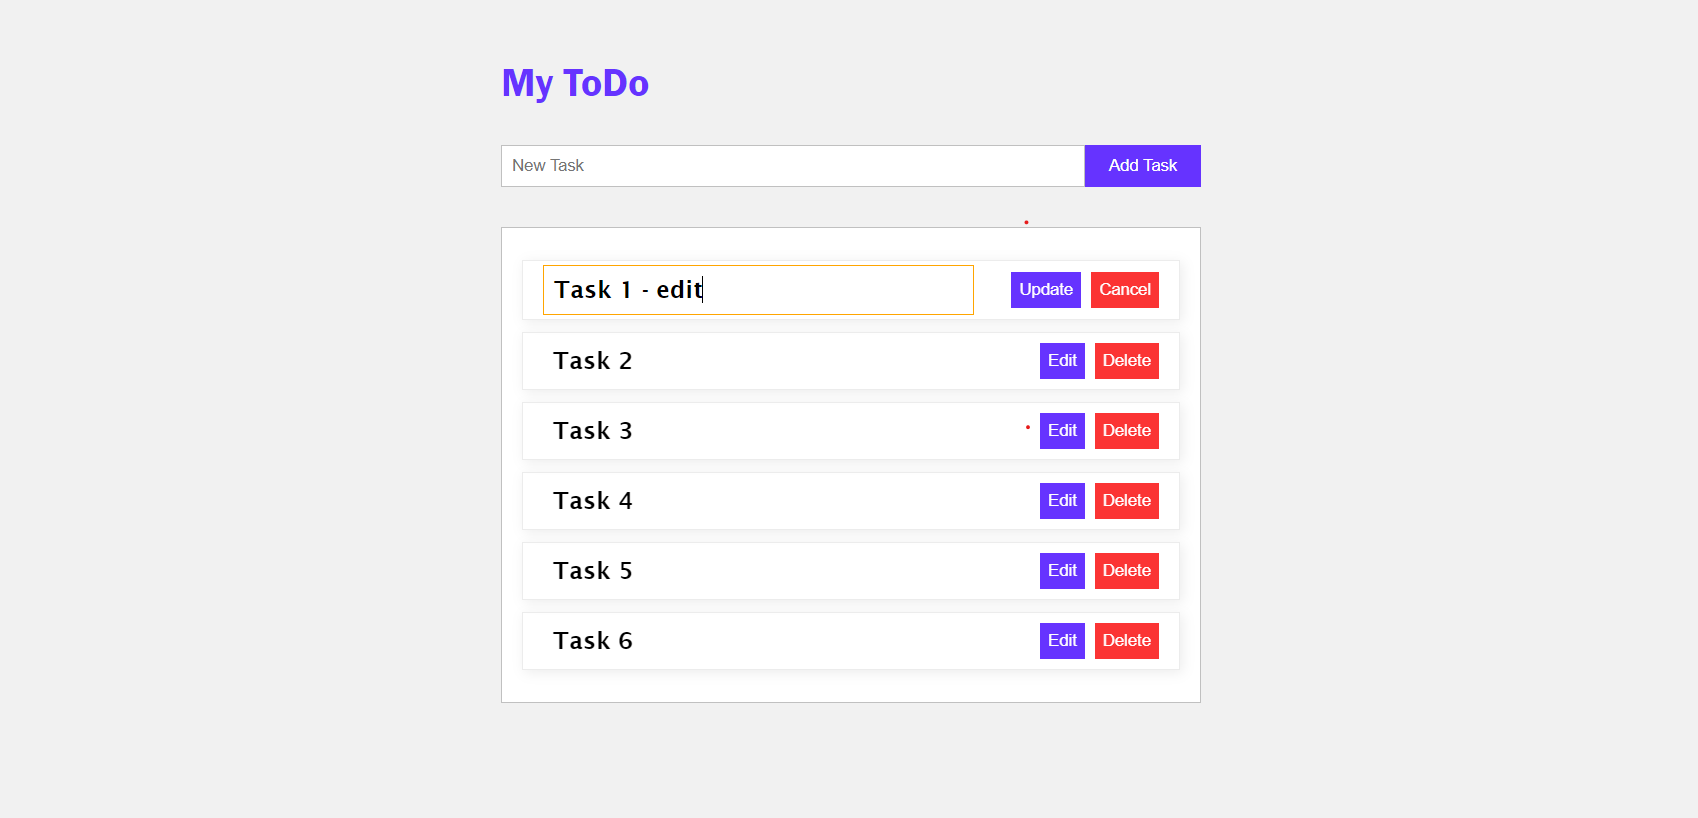 My ToDo
New Task Add Task
Task 1 - edit Update Cancel
Task 2 Edit Delete
Task 3 Edit Delete
Task 4 Edit Delete
Task 5 Edit Delete
Task 6 Edit Delete